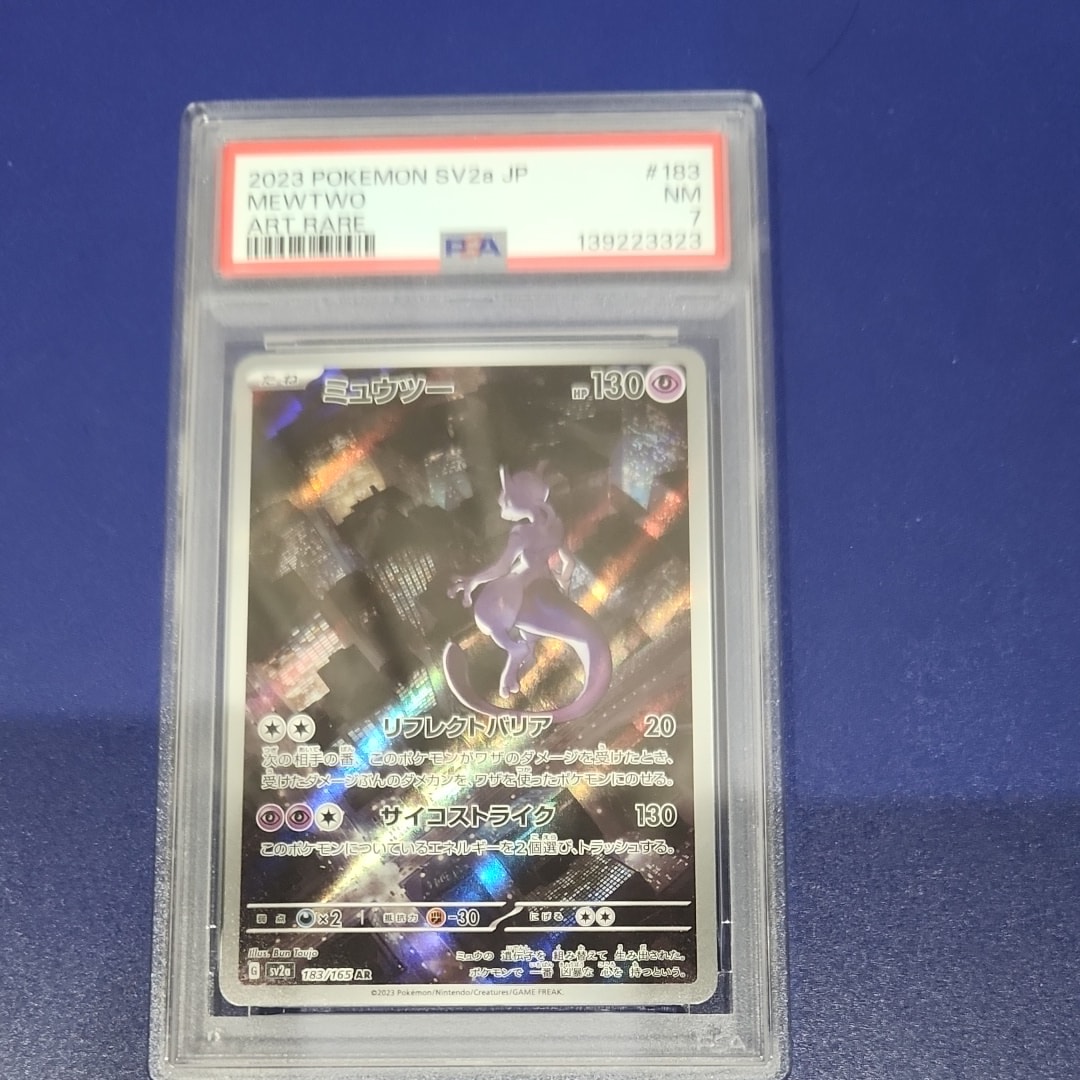 2023 POKEMON SV2a JP #183
MEWTWO NM
ART RARE 7
PSA 139223323
たね ミュウツー HP 130
リフレクトバリア 20
次の相手の番、このポケモンがワザのダメージを受けたとき、
受けたダメージぶんのダメカンを、ワザを使ったポケモンにのせる。
サイコストライク 130
このポケモンについているエネルギーを2個選び、トラッシュする。
弱点 ×2 抵抗力 -30 にげる
Illus. Bun Toujo
ミュウの 遺伝子を 組み替えて 生み出された。
ポケモンで 一番 凶暴な 心を 持つという。
G sv2a 183/165 AR
©2023 Pokémon/Nintendo/Creatures/GAME FREAK.